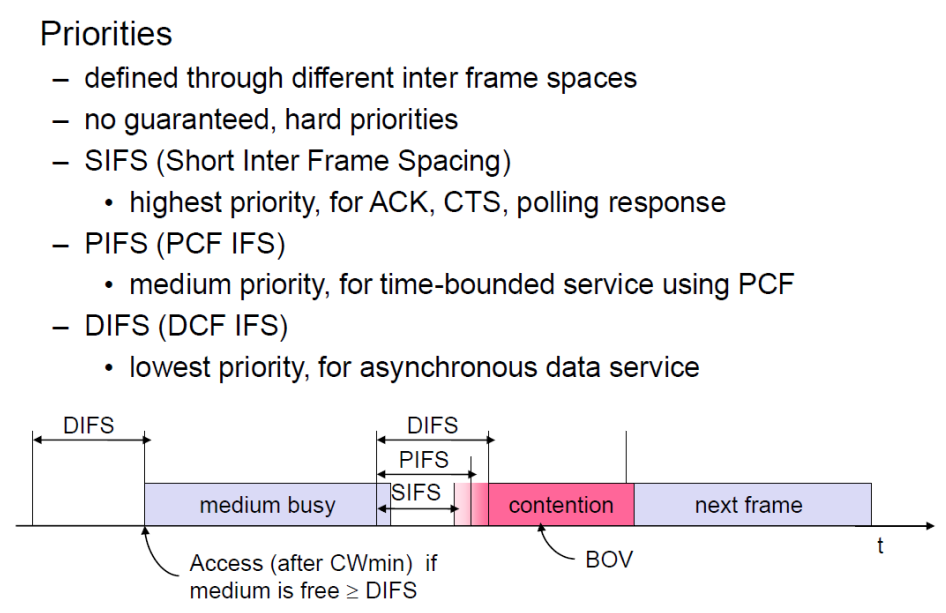 Priorities
– defined through different inter frame spaces
– no guaranteed, hard priorities
– SIFS (Short Inter Frame Spacing)
• highest priority, for ACK, CTS, polling response
– PIFS (PCF IFS)
• medium priority, for time-bounded service using PCF
– DIFS (DCF IFS)
• lowest priority, for asynchronous data service
DIFS
DIFS
PIFS
SIFS
medium busy
contention
next frame
t
Access (after CWmin) if
medium is free ≥ DIFS
BOV